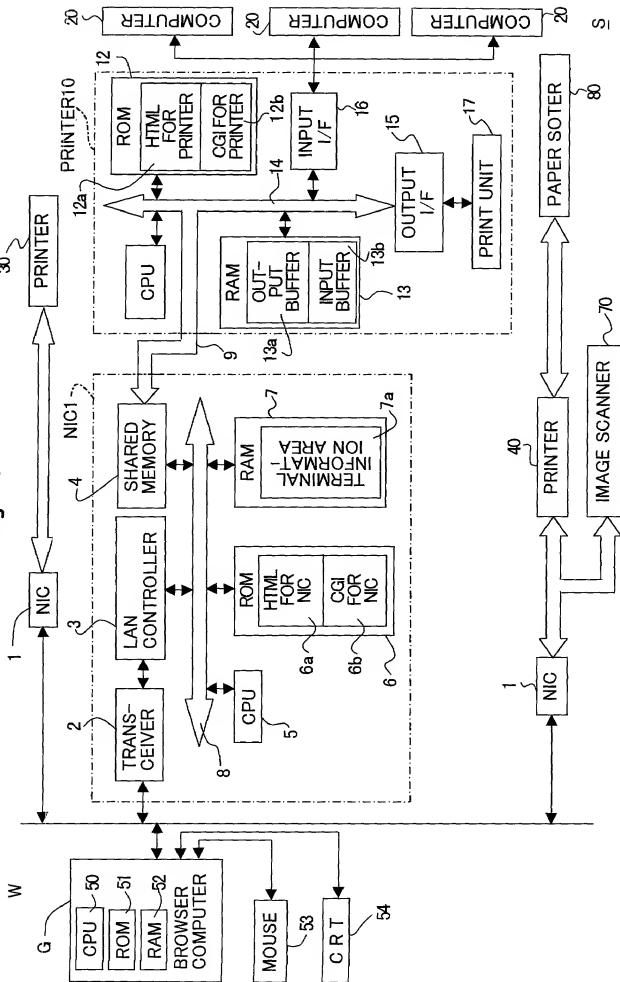 W
G
CPU
50
ROM
51
RAM
52
BROWSER
COMPUTER
MOUSE
53
C R T
54
1
NIC
30
PRINTER
NIC1
2
TRANS-
CEIVER
3
LAN
CONTROLLER
4
SHARED
MEMORY
8
CPU
5
ROM
HTML
FOR
NIC
CGI
FOR NIC
6a
6b
6
7
RAM
TERMINAL
INFORMAT-
ION AREA
7a
9
PRINTER10
CPU
12a
ROM
HTML
FOR
PRINTER
CGI FOR
PRINTER
12
12b
14
RAM
OUT-
PUT
BUFFER
INPUT
BUFFER
13a
13b
13
INPUT
I/F
16
15
OUTPUT
I/F
17
PRINT UNIT
20
COMPUTER
20
COMPUTER
20
COMPUTER
S
1
NIC
40
PRINTER
70
IMAGE SCANNER
PAPER SOTER
80